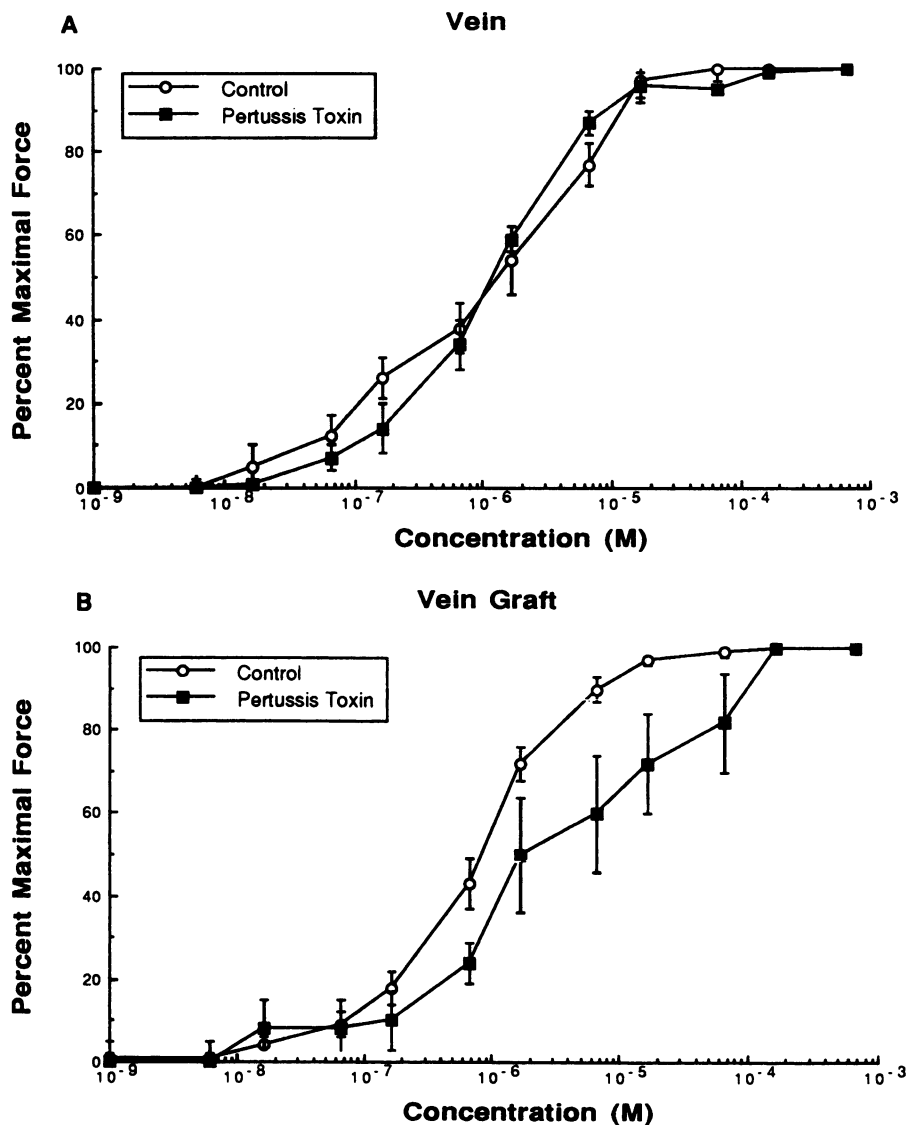 A
Vein
Control
Pertussis Toxin
Percent Maximal Force
100
80
60
40
20
0
10-9
10-8
10-7
10-6
10-5
10-4
10-3
Concentration (M)
B
Vein Graft
Control
Pertussis Toxin
Percent Maximal Force
100
80
60
40
20
0
10-9
10-8
10-7
10-6
10-5
10-4
10-3
Concentration (M)